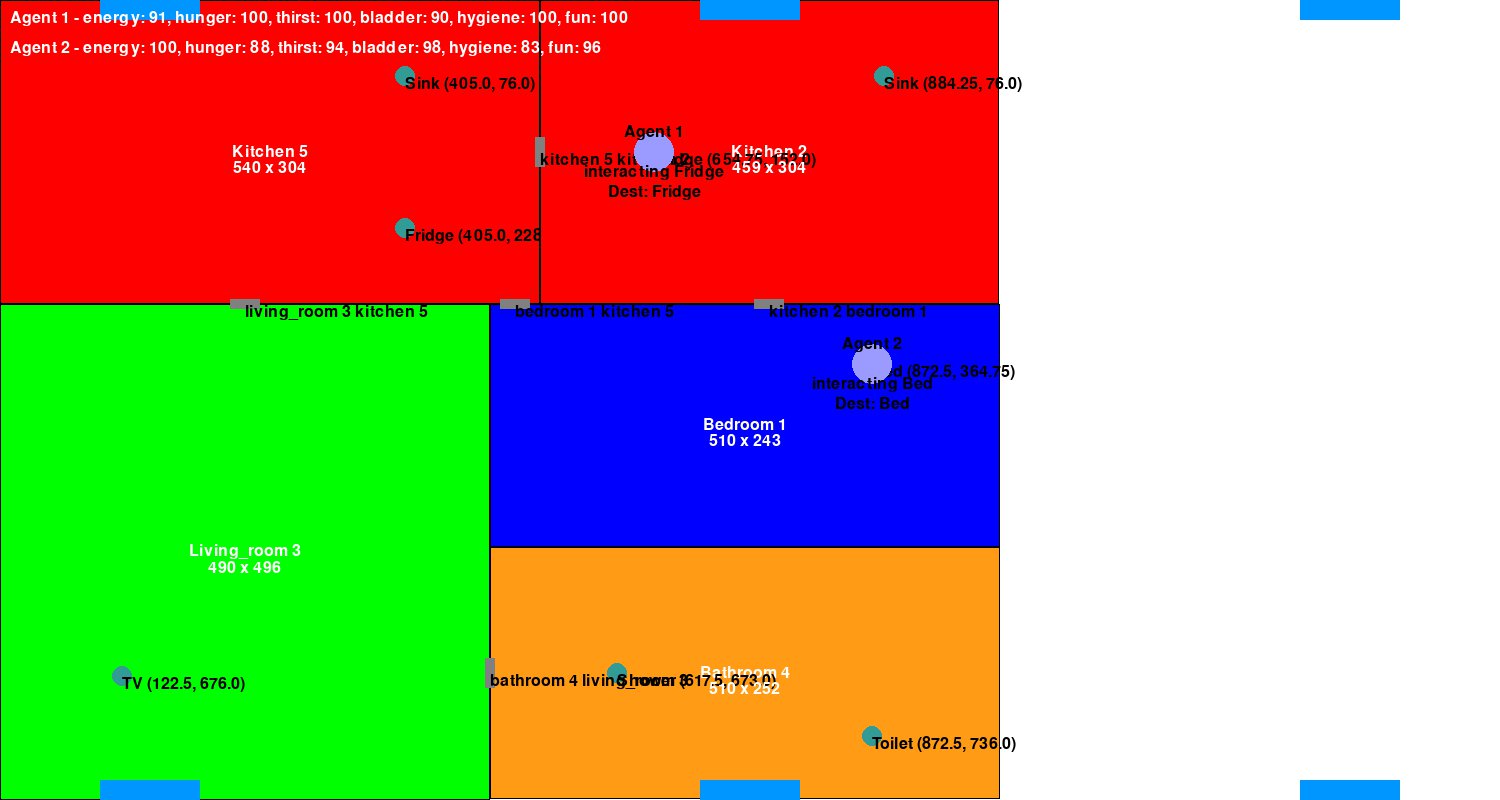 Agent 1 - energy: 91, hunger: 100, thirst: 100, bladder: 90, hygiene: 100, fun: 100
Agent 2 - energy: 100, hunger: 88, thirst: 94, bladder: 98, hygiene: 83, fun: 96
Sink (405.0, 76.0)
Sink (884.25, 76.0)
Agent 1
Kitchen 5
540 x 304
kitchen 5
Kitchen 2
459 x 304
interacting Fridge
Dest: Fridge
Fridge (405.0, 228
living_room 3 kitchen 5
bedroom 1 kitchen 5
kitchen 2 bedroom 1
Agent 2
(872.5, 364.75)
interacting Bed
Dest: Bed
Bedroom 1
510 x 243
Living_room 3
490 x 496
TV (122.5, 676.0)
bathroom 4 living_room 3
Shower (617.5, 673.0)
Bathroom 4
510 x 252
Toilet (872.5, 736.0)